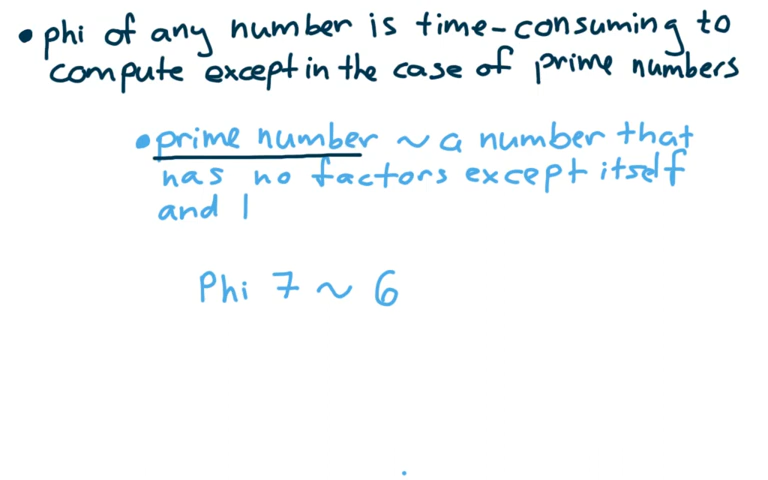 • phi of any number is time-consuming to
compute except in the case of prime numbers
• prime number ~ a number that
has no factors except itself
and 1
Phi 7 ~ 6